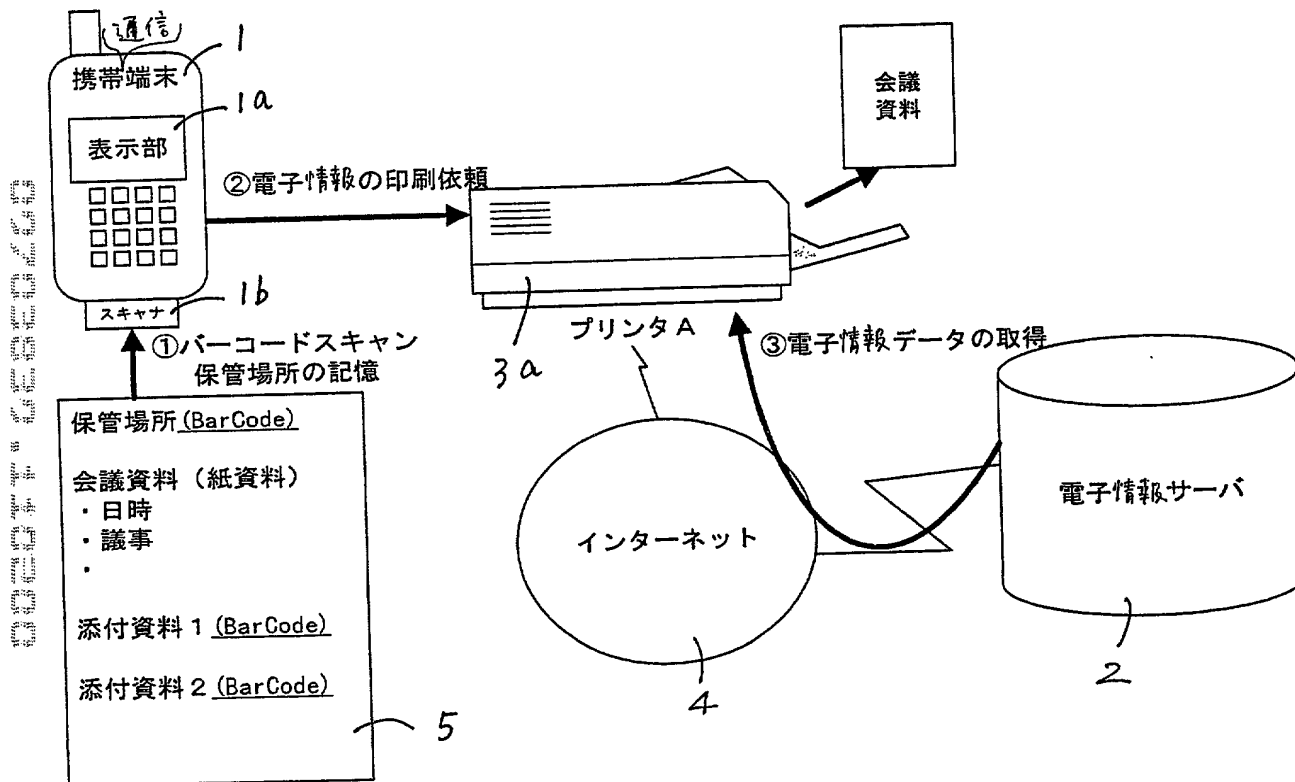 通信
1
携帯端末
1a
表示部
②電子情報の印刷依頼
会議
資料
スキャナ
1b
①バーコードスキャン
保管場所の記憶
プリンタA
3a
③電子情報データの取得
保管場所(BarCode)
会議資料（紙資料）
・日時
・議事
・
添付資料1(BarCode)
添付資料2(BarCode)
5
インターネット
4
電子情報サーバ
2